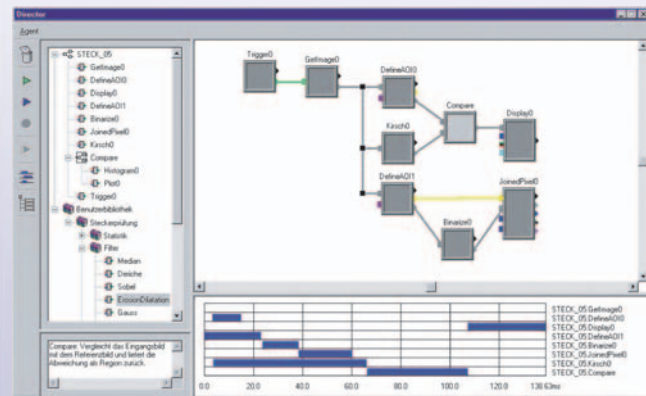 Director
Agent
STECK_05
GetImage0
DefineAOI0
Display0
DefineAOI1
Binarize0
JoinedPixel0
Kirsch0
Compare
Histogram0
Plot0
Trigger0
Benutzerbibliothek
Steckerprüfung
Statistik
Filter
Median
Deriche
Sobel
ErosionDilatation
Gauss
Compare: Vergleicht das Eingangsbild
mit dem Referenzbild und liefert die
Abweichung als Region zurück.
Trigger0
GetImage0
DefineAOI0
Kirsch0
Compare
Display0
DefineAOI1
JoinedPixel0
Binarize0
STECK_05.GetImage0
STECK_05.DefineAOI0
STECK_05.Display0
STECK_05.DefineAOI1
STECK_05.Binarize0
STECK_05.JoinedPixel0
STECK_05.Kirsch0
STECK_05.Compare
0.0 20.0 40.0 60.0 80.0 100.0 120.0 138.63ms